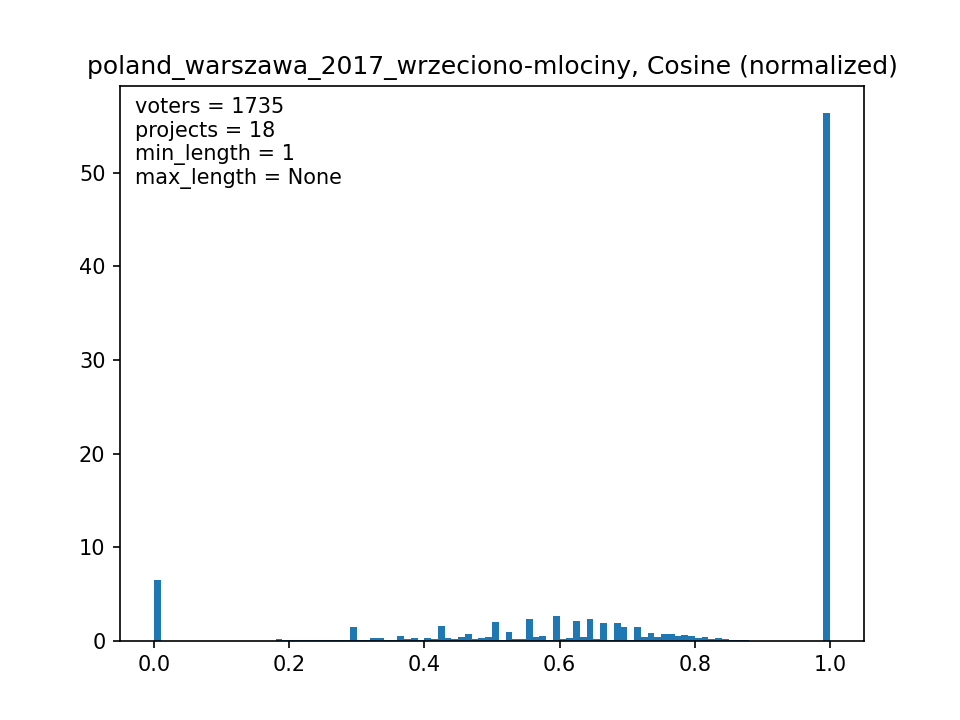 poland_warszawa_2017_wrzeciono-mlociny, Cosine (normalized)
voters = 1735
projects = 18
min_length = 1
max_length = None
50
40
30
20
10
0
0.0 0.2 0.4 0.6 0.8 1.0